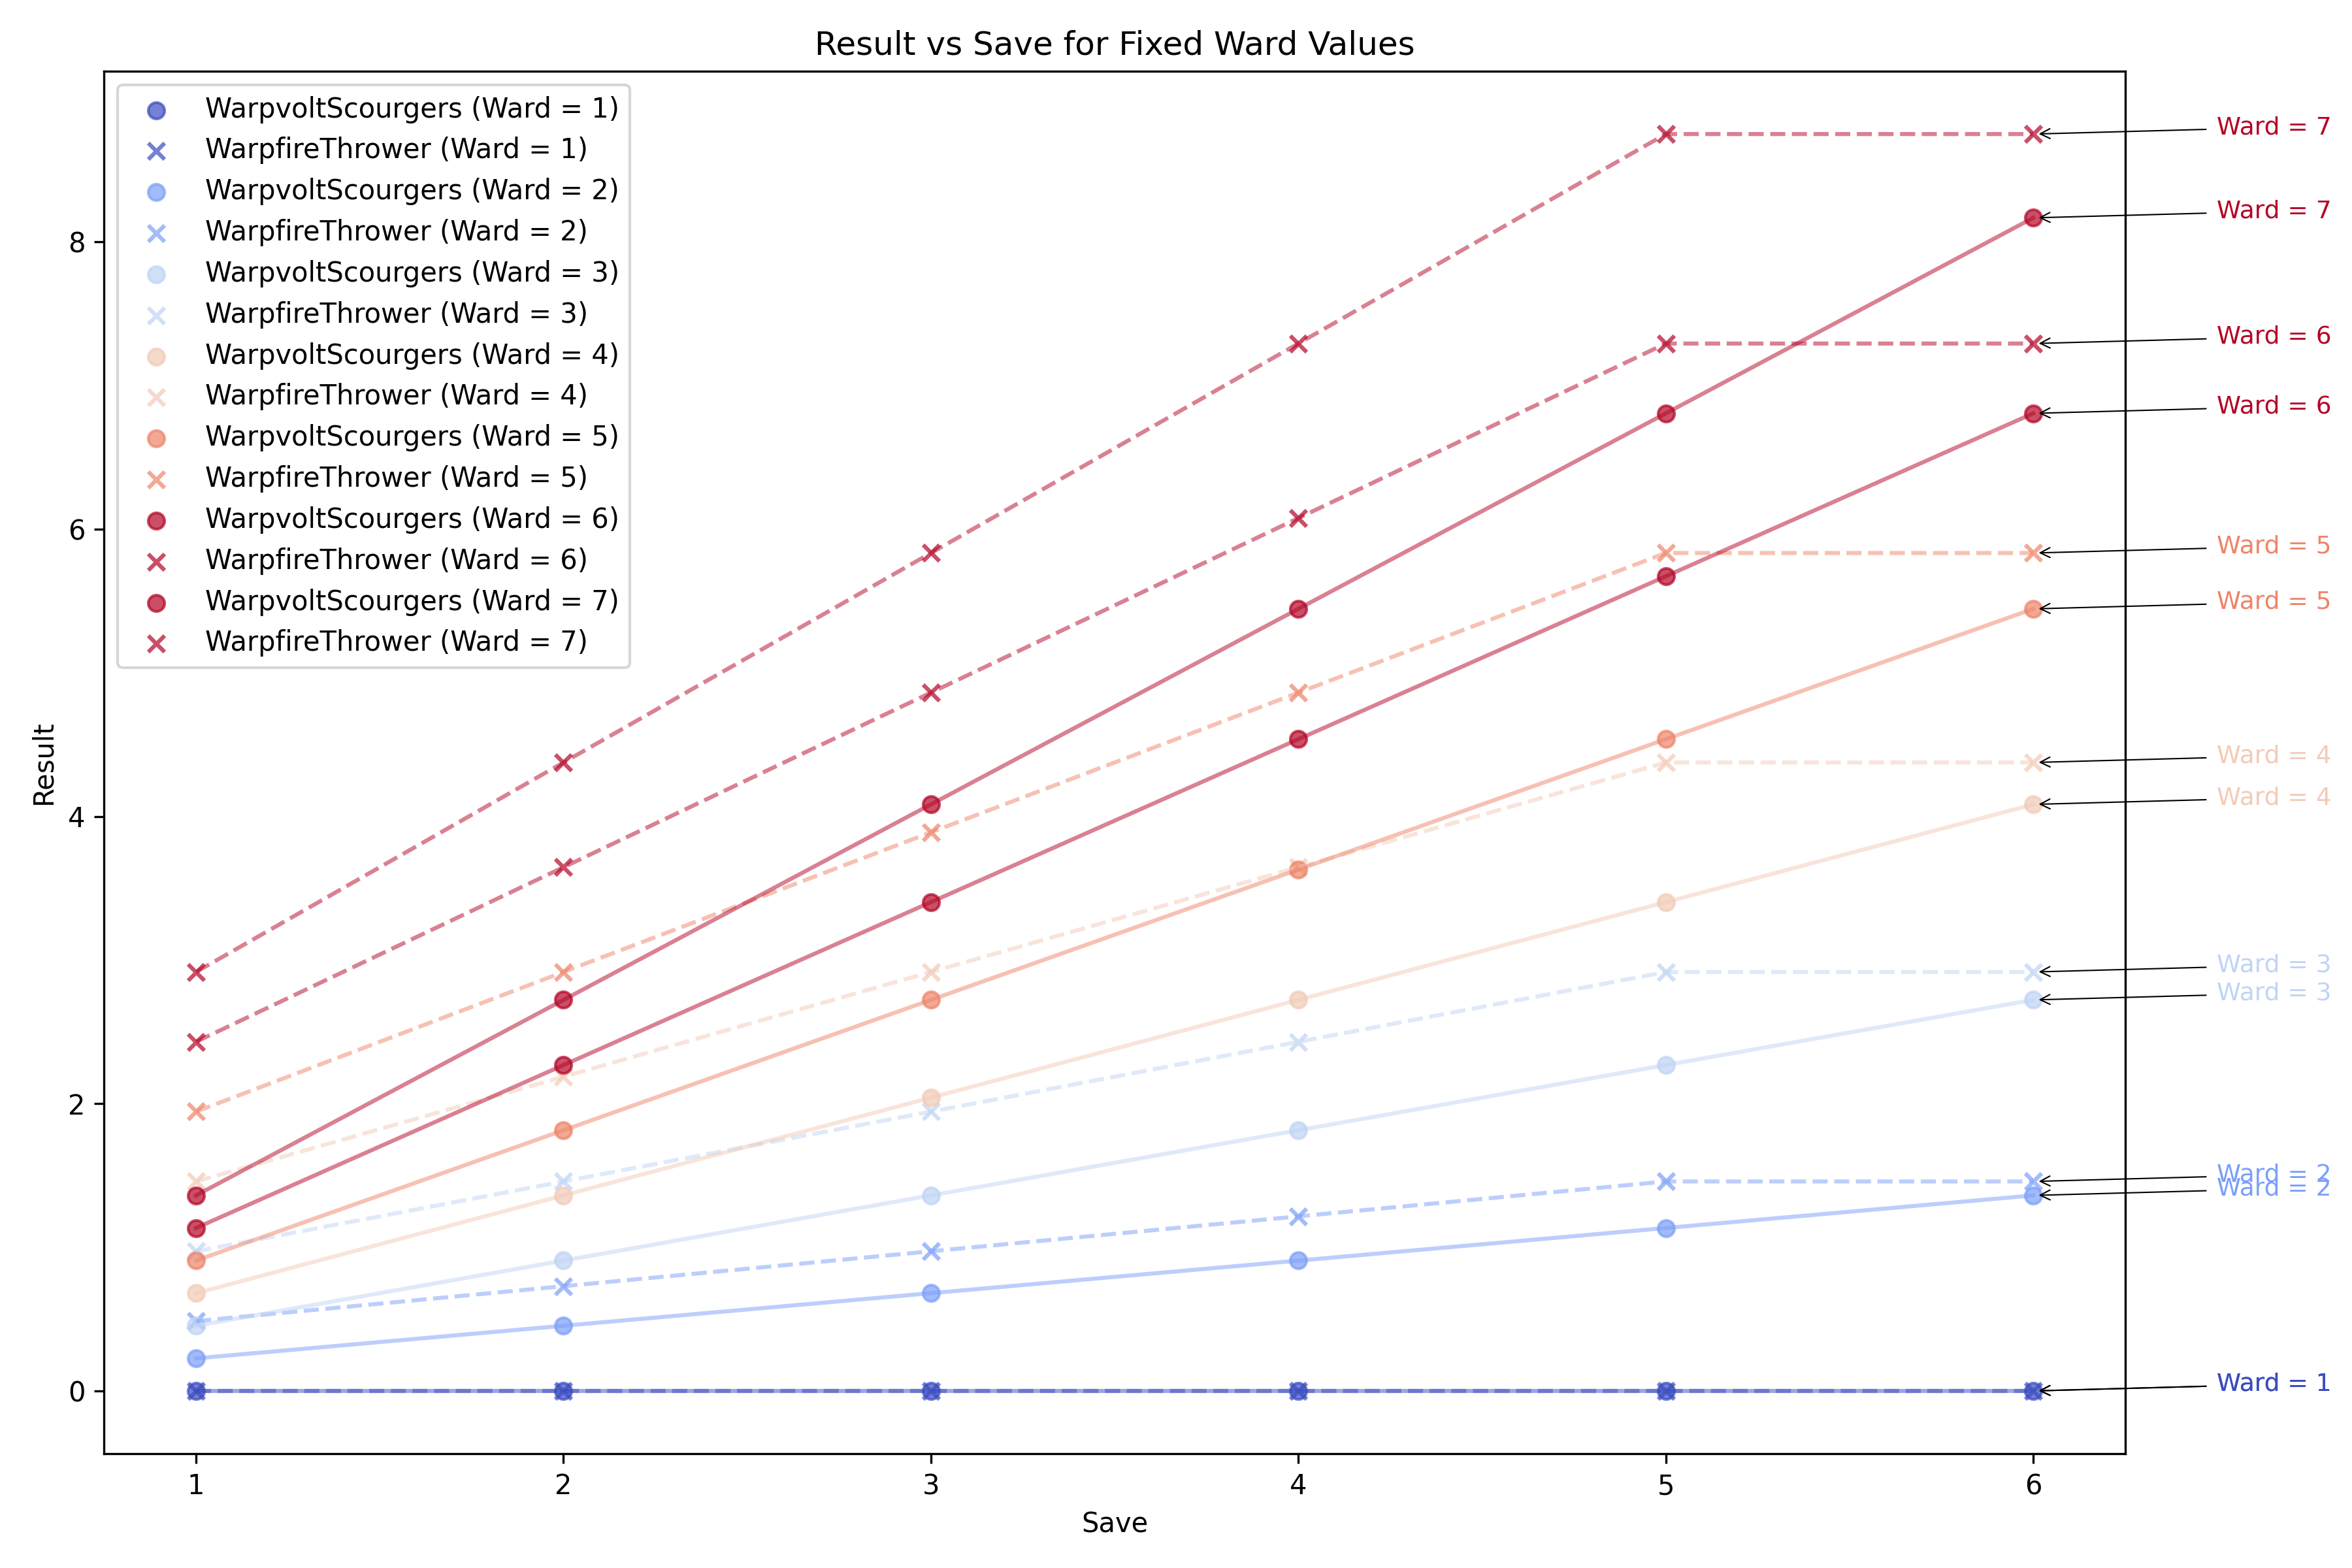 Result vs Save for Fixed Ward Values
WarpvoltScourgers (Ward = 1)
WarpfireThrower (Ward = 1)
WarpvoltScourgers (Ward = 2)
WarpfireThrower (Ward = 2)
WarpvoltScourgers (Ward = 3)
WarpfireThrower (Ward = 3)
WarpvoltScourgers (Ward = 4)
WarpfireThrower (Ward = 4)
WarpvoltScourgers (Ward = 5)
WarpfireThrower (Ward = 5)
WarpvoltScourgers (Ward = 6)
WarpfireThrower (Ward = 6)
WarpvoltScourgers (Ward = 7)
WarpfireThrower (Ward = 7)
Result
8
6
4
2
0
Ward = 7
Ward = 7
Ward = 6
Ward = 6
Ward = 5
Ward = 5
Ward = 4
Ward = 4
Ward = 3
Ward = 3
Ward = 2
Ward = 2
Ward = 1
1 2 3 4 5 6
Save